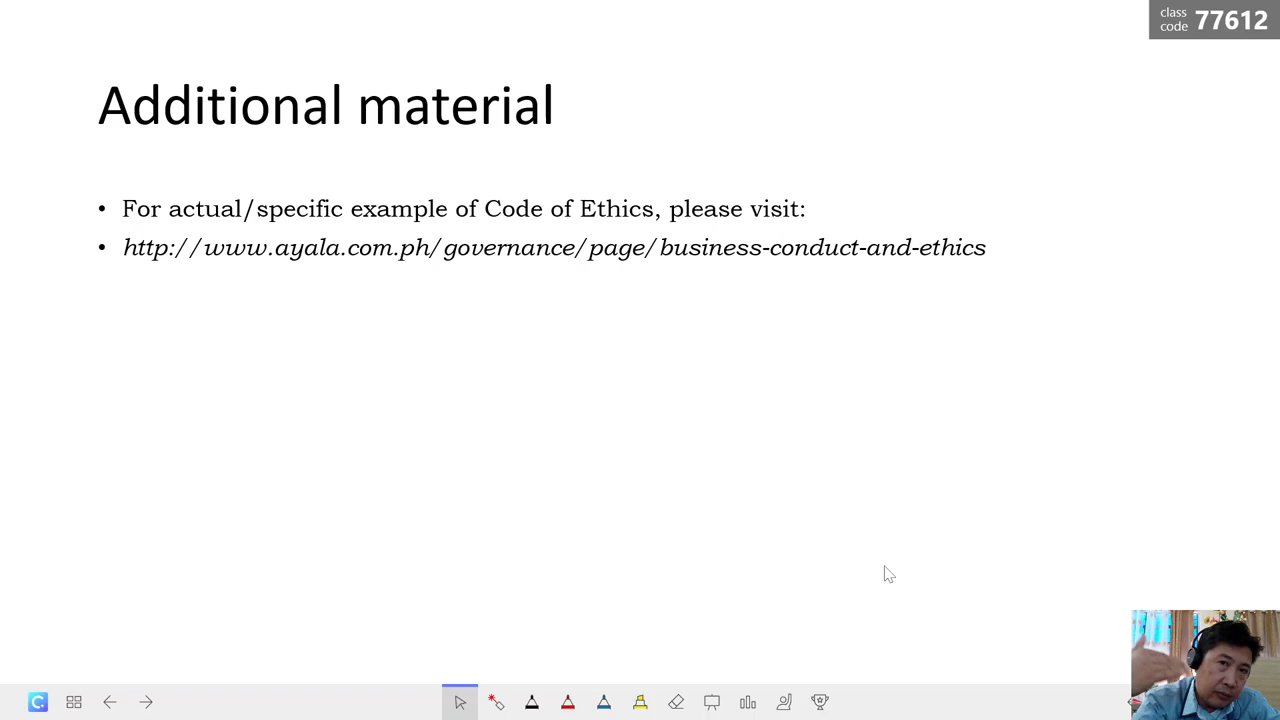 class
code 77612
Additional material
• For actual/specific example of Code of Ethics, please visit:
• http://www.ayala.com.ph/governance/page/business-conduct-and-ethics